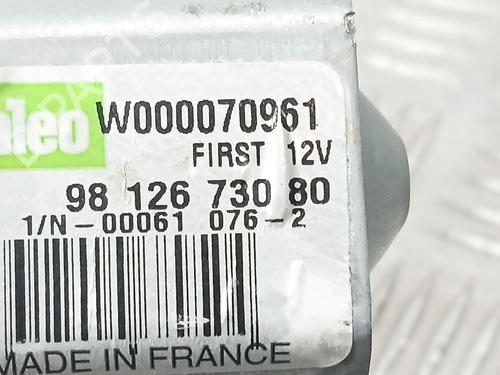 aleo
W000070961
FIRST 12V
98 126 730 80
1/N-00061 076-2
MADE IN FRANCE